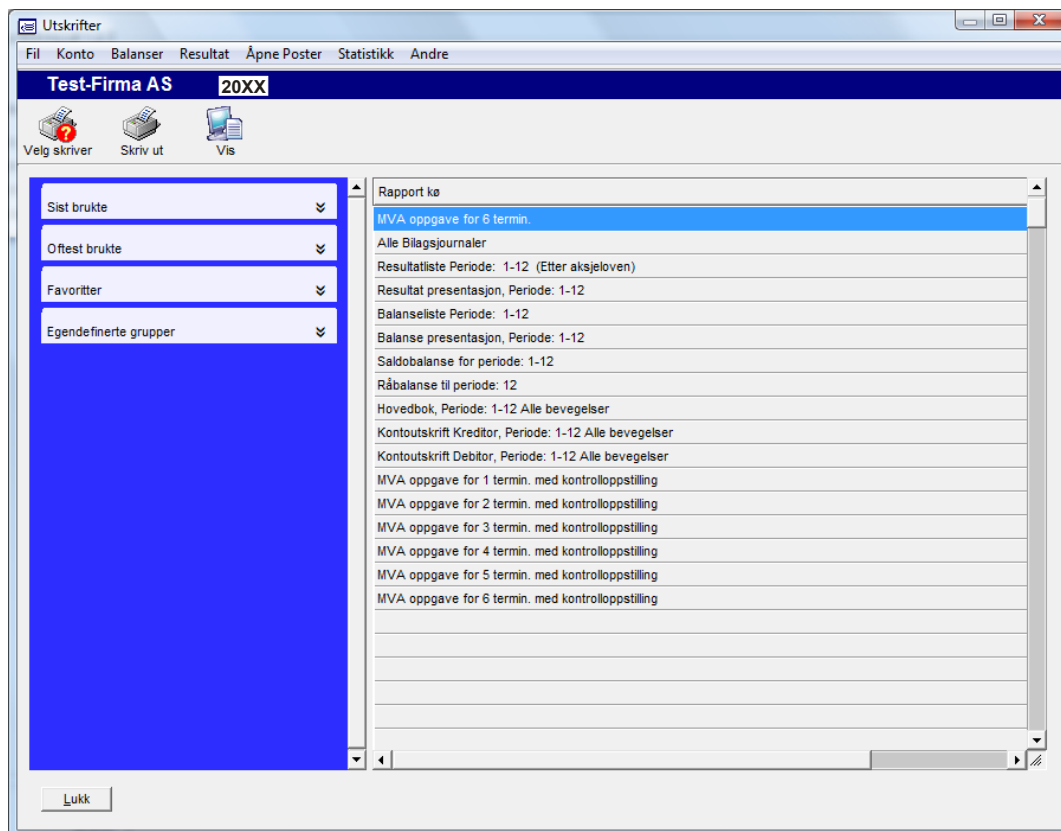 Utskrifter
Fil Konto Balanser Resultat Åpne Poster Statistikk Andre
Test-Firma AS 20XX
Velg skriver Skriv ut Vis
Sist brukte
Oftest brukte
Favoritter
Egendefinerte grupper
Rapport kø
MVA oppgave for 6 termin.
Alle Bilagsjournaler
Resultatliste Periode: 1-12 (Etter aksjeloven)
Resultat presentasjon, Periode: 1-12
Balanseliste Periode: 1-12
Balanse presentasjon, Periode: 1-12
Saldobalanse for periode: 1-12
Råbalanse til periode: 12
Hovedbok, Periode: 1-12 Alle bevegelser
Kontoutskrift Kreditor, Periode: 1-12 Alle bevegelser
Kontoutskrift Debitor, Periode: 1-12 Alle bevegelser
MVA oppgave for 1 termin. med kontrolloppstilling
MVA oppgave for 2 termin. med kontrolloppstilling
MVA oppgave for 3 termin. med kontrolloppstilling
MVA oppgave for 4 termin. med kontrolloppstilling
MVA oppgave for 5 termin. med kontrolloppstilling
MVA oppgave for 6 termin. med kontrolloppstilling
Lukk